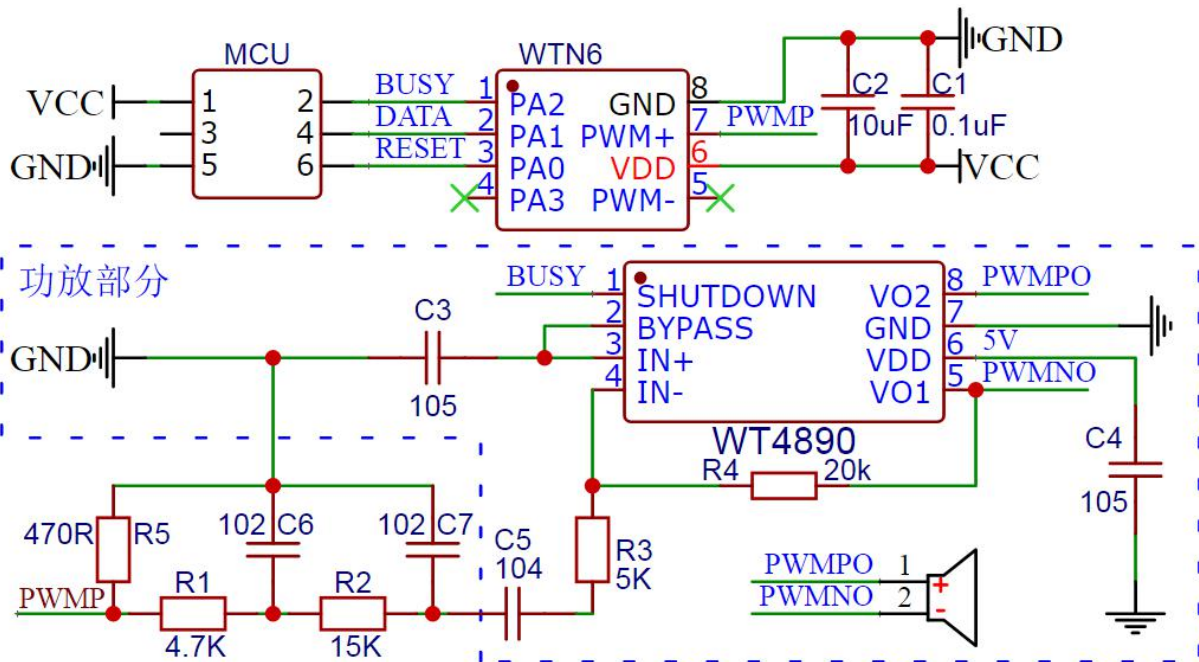 MCU
VCC 1 2 BUSY
3 4 DATA
GND 5 6 RESET
WTN6
1 PA2 GND 8
2 PA1 PWM+ 7 PWMP
3 PA0 VDD 6 VCC
4 PA3 PWM- 5
GND
C2 C1
10uF 0.1uF
功放部分
BUSY 1 SHUTDOWN VO2 8 PWMPO
2 BYPASS GND 7
3 IN+ VDD 6 5V
4 IN- VO1 5 PWMNO
WT4890
GND
C3
105
R4 20k
C4
105
470R R5
102 C6
102 C7
C5
104
R3
5K
PWMP
R1
4.7K
R2
15K
PWMPO 1 +
PWMNO 2 -